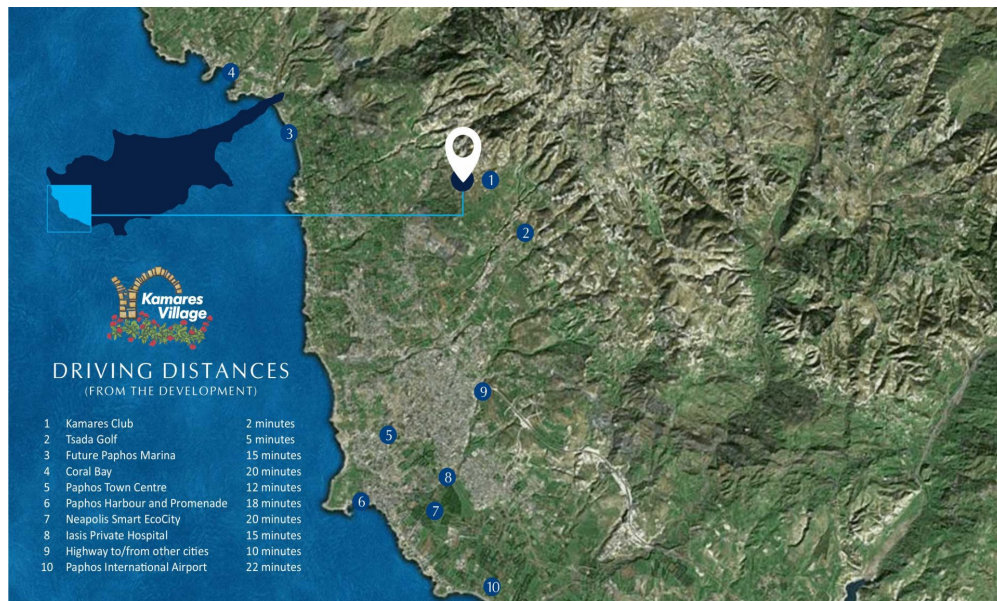 4
3
1
2
Kamares
Village
DRIVING DISTANCES
(FROM THE DEVELOPMENT)
1 Kamares Club 2 minutes
2 Tsada Golf 5 minutes
3 Future Paphos Marina 15 minutes
4 Coral Bay 20 minutes
5 Paphos Town Centre 12 minutes
6 Paphos Harbour and Promenade 18 minutes
7 Neapolis Smart EcoCity 20 minutes
8 Iasis Private Hospital 15 minutes
9 Highway to/from other cities 10 minutes
10 Paphos International Airport 22 minutes
9
5
8
6
7
10